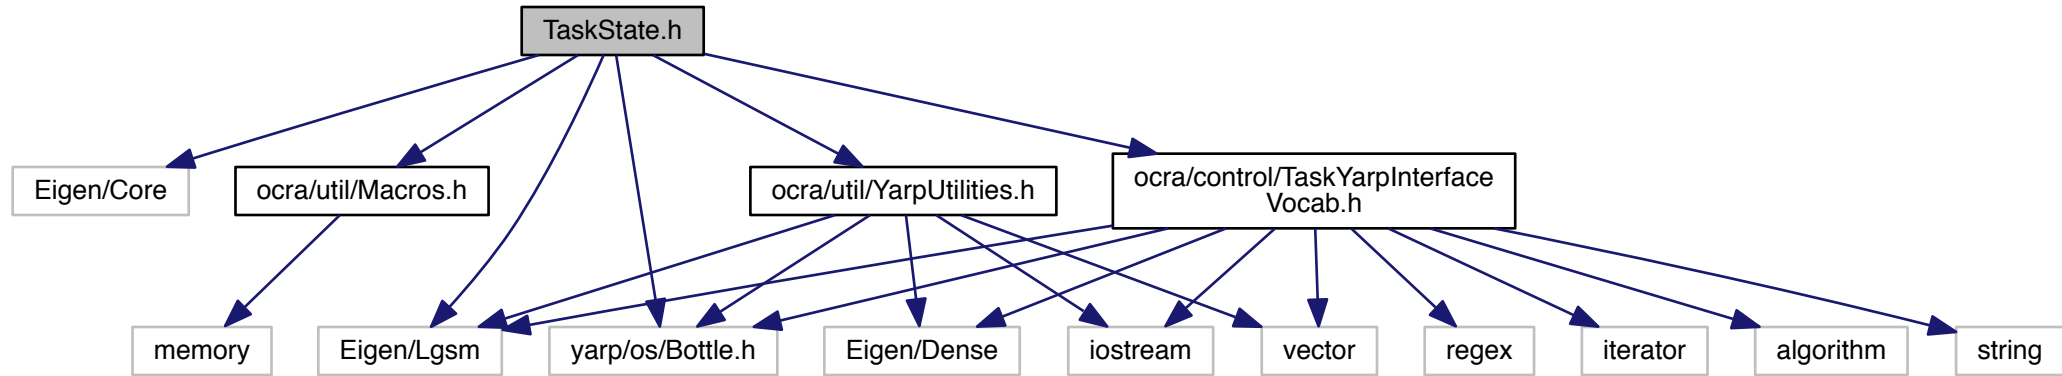 TaskState.h
Eigen/Core
ocra/util/Macros.h
ocra/util/YarpUtilities.h
ocra/control/TaskYarpInterface
Vocab.h
memory
Eigen/Lgsm
yarp/os/Bottle.h
Eigen/Dense
iostream
vector
regex
iterator
algorithm
string